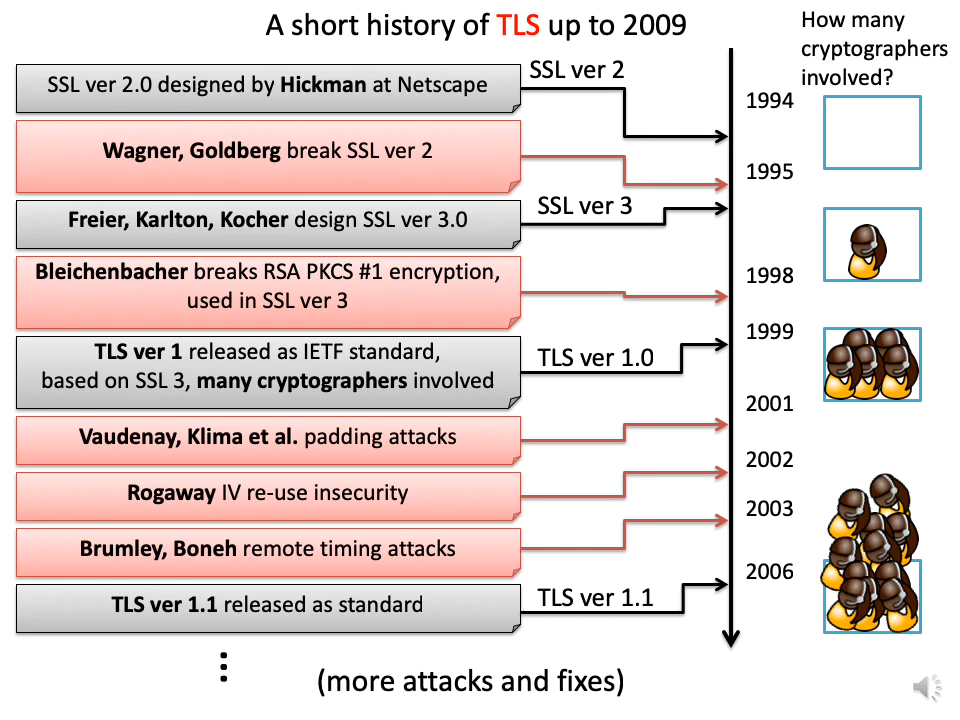 A short history of TLS up to 2009
How many
cryptographers
involved?
SSL ver 2.0 designed by Hickman at Netscape
SSL ver 2
1994
Wagner, Goldberg break SSL ver 2
1995
Freier, Karlton, Kocher design SSL ver 3.0
SSL ver 3
Bleichenbacher breaks RSA PKCS #1 encryption,
used in SSL ver 3
1998
TLS ver 1 released as IETF standard,
based on SSL 3, many cryptographers involved
TLS ver 1.0
1999
Vaudenay, Klima et al. padding attacks
2001
Rogaway IV re-use insecurity
2002
Brumley, Boneh remote timing attacks
2003
TLS ver 1.1 released as standard
TLS ver 1.1
2006
⋮
(more attacks and fixes)